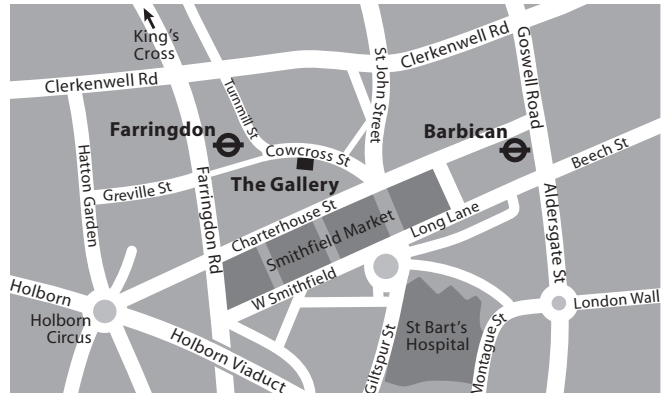 King's
Cross
Clerkenwell Rd
Clerkenwell Rd
St John Street
Goswell Road
Turnmill St
Farringdon
Barbican
Cowcross St
Beech St
Hatton Garden
Greville St
The Gallery
Farringdon Rd
Charterhouse St
Smithfield Market
Long Lane
Aldersgate St
W Smithfield
Holborn
Holborn
Circus
Holborn Viaduct
Giltspur St
St Bart's
Hospital
Montague St
London Wall